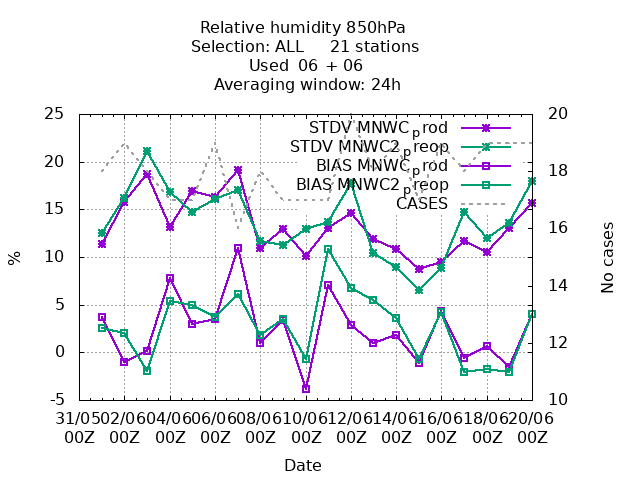 Relative humidity 850hPa
Selection: ALL 21 stations
Used 06 + 06
Averaging window: 24h
STDV MNWC_prod
STDV MNWC2_preop
BIAS MNWC_prod
BIAS MNWC2_preop
CASES
25
20
15
10
5
0
-5
%
20
18
16
14
12
10
No cases
31/05 02/06 04/06 06/06 08/06 10/06 12/06 14/06 16/06 18/06 20/06
00Z 00Z 00Z 00Z 00Z 00Z 00Z 00Z 00Z 00Z 00Z
Date